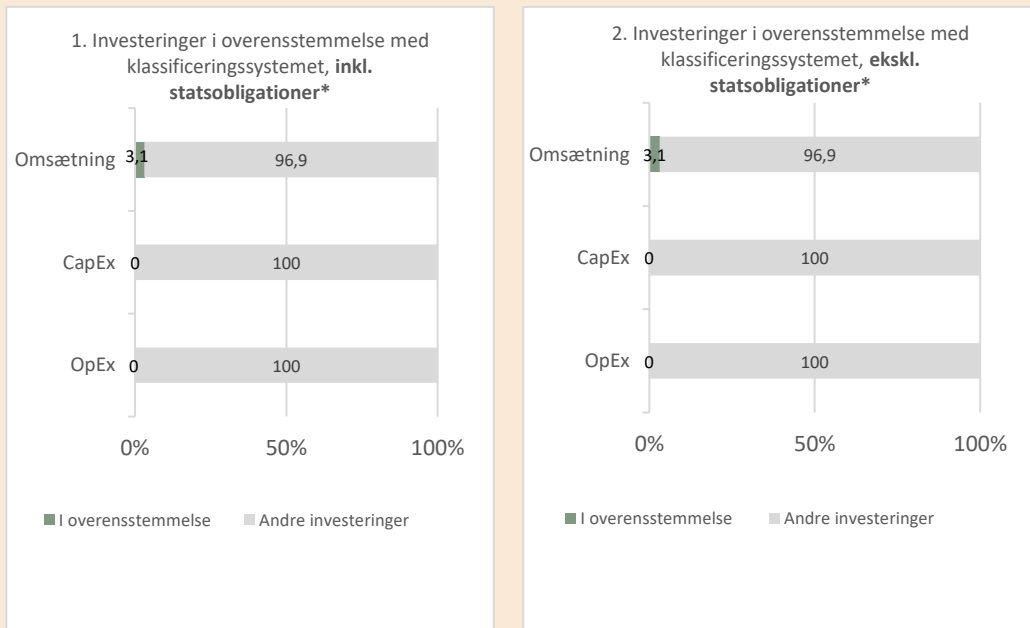 1. Investeringer i overensstemmelse med
klassificeringssystemet, inkl.
statsobligationer*
Omsætning 3,1 96,9
CapEx 0 100
OpEx 0 100
0% 50% 100%
I overensstemmelse Andre investeringer
2. Investeringer i overensstemmelse med
klassificeringssystemet, ekskl.
statsobligationer*
Omsætning 3,1 96,9
CapEx 0 100
OpEx 0 100
0% 50% 100%
I overensstemmelse Andre investeringer